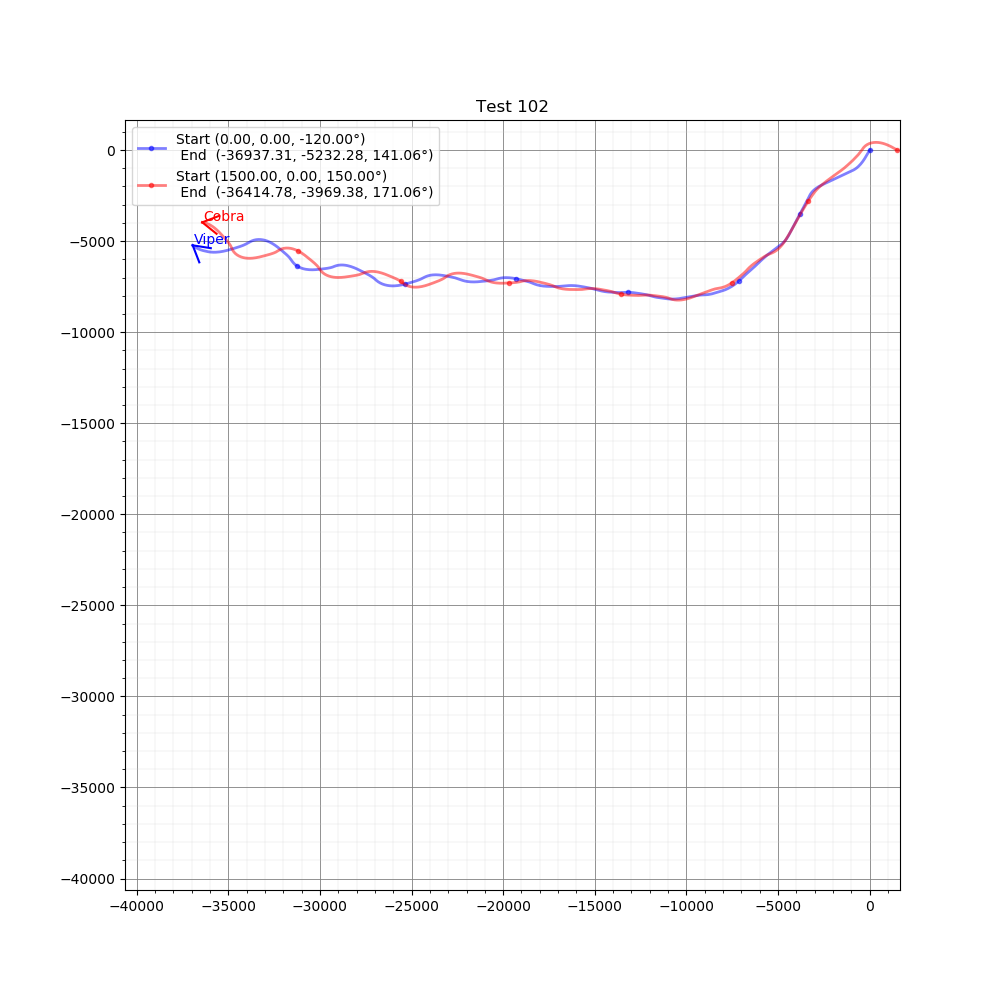 Test 102
Start (0.00, 0.00, -120.00°)
End (-36937.31, -5232.28, 141.06°)
Start (1500.00, 0.00, 150.00°)
End (-36414.78, -3969.38, 171.06°)
Cobra
Viper
0
−5000
−10000
−15000
−20000
−25000
−30000
−35000
−40000
−40000 −35000 −30000 −25000 −20000 −15000 −10000 −5000 0